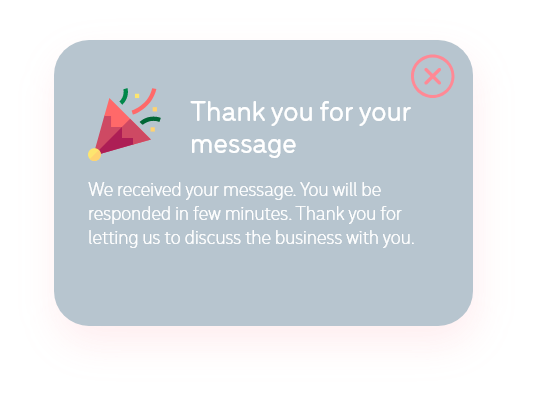 Thank you for your
message
We received your message. You will be
responded in few minutes. Thank you for
letting us to discuss the business with you.